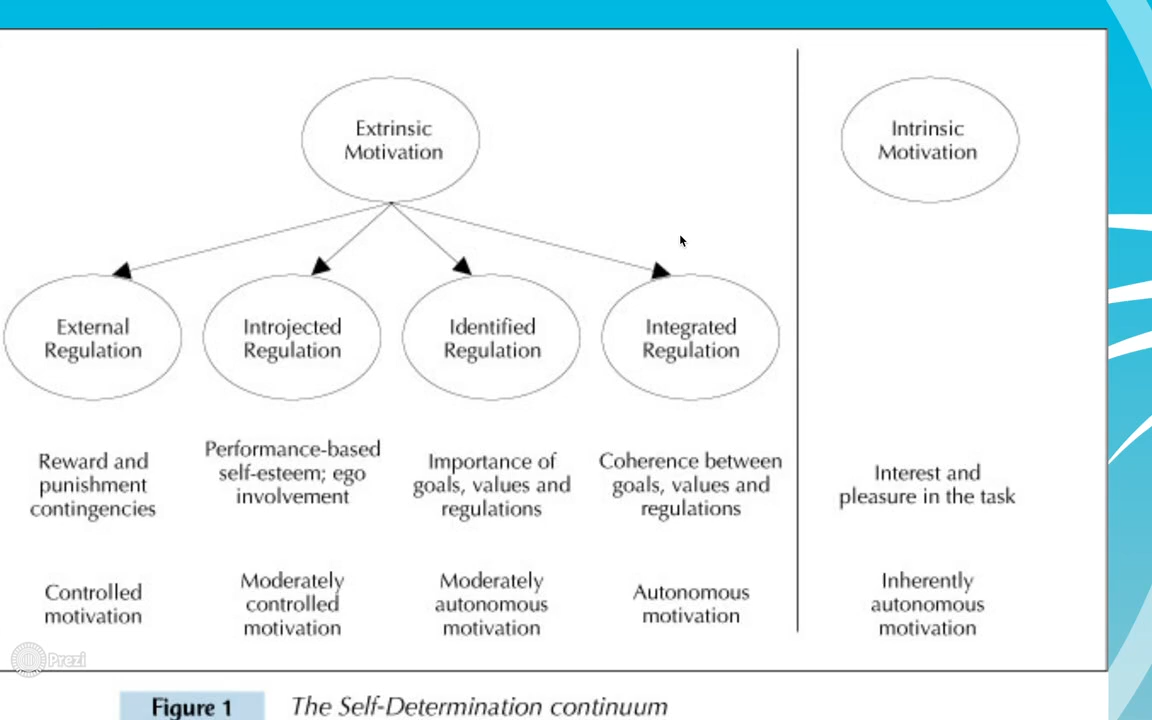 Extrinsic
Motivation
Intrinsic
Motivation
External
Regulation
Introjected
Regulation
Identified
Regulation
Integrated
Regulation
Reward and
punishment
contingencies
Performance-based
self-esteem; ego
involvement
Importance of
goals, values and
regulations
Coherence between
goals, values and
regulations
Interest and
pleasure in the task
Controlled
motivation
Moderately
controlled
motivation
Moderately
autonomous
motivation
Autonomous
motivation
Inherently
autonomous
motivation
Prezi
Figure 1 The Self-Determination continuum